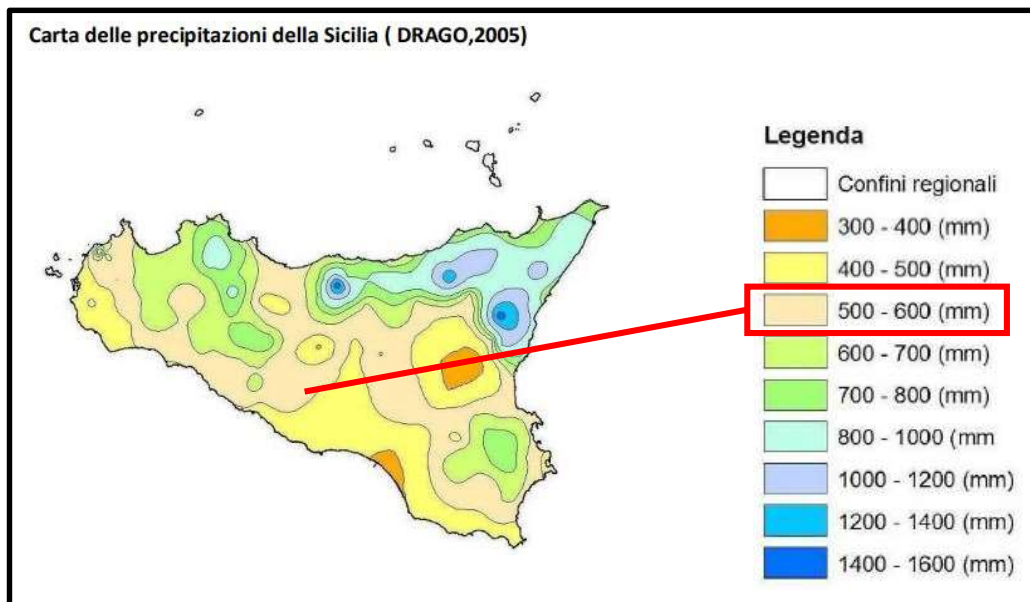 Carta delle precipitazioni della Sicilia ( DRAGO,2005)
Legenda
Confini regionali
300 - 400 (mm)
400 - 500 (mm)
500 - 600 (mm)
600 - 700 (mm)
700 - 800 (mm)
800 - 1000 (mm
1000 - 1200 (mm)
1200 - 1400 (mm)
1400 - 1600 (mm)